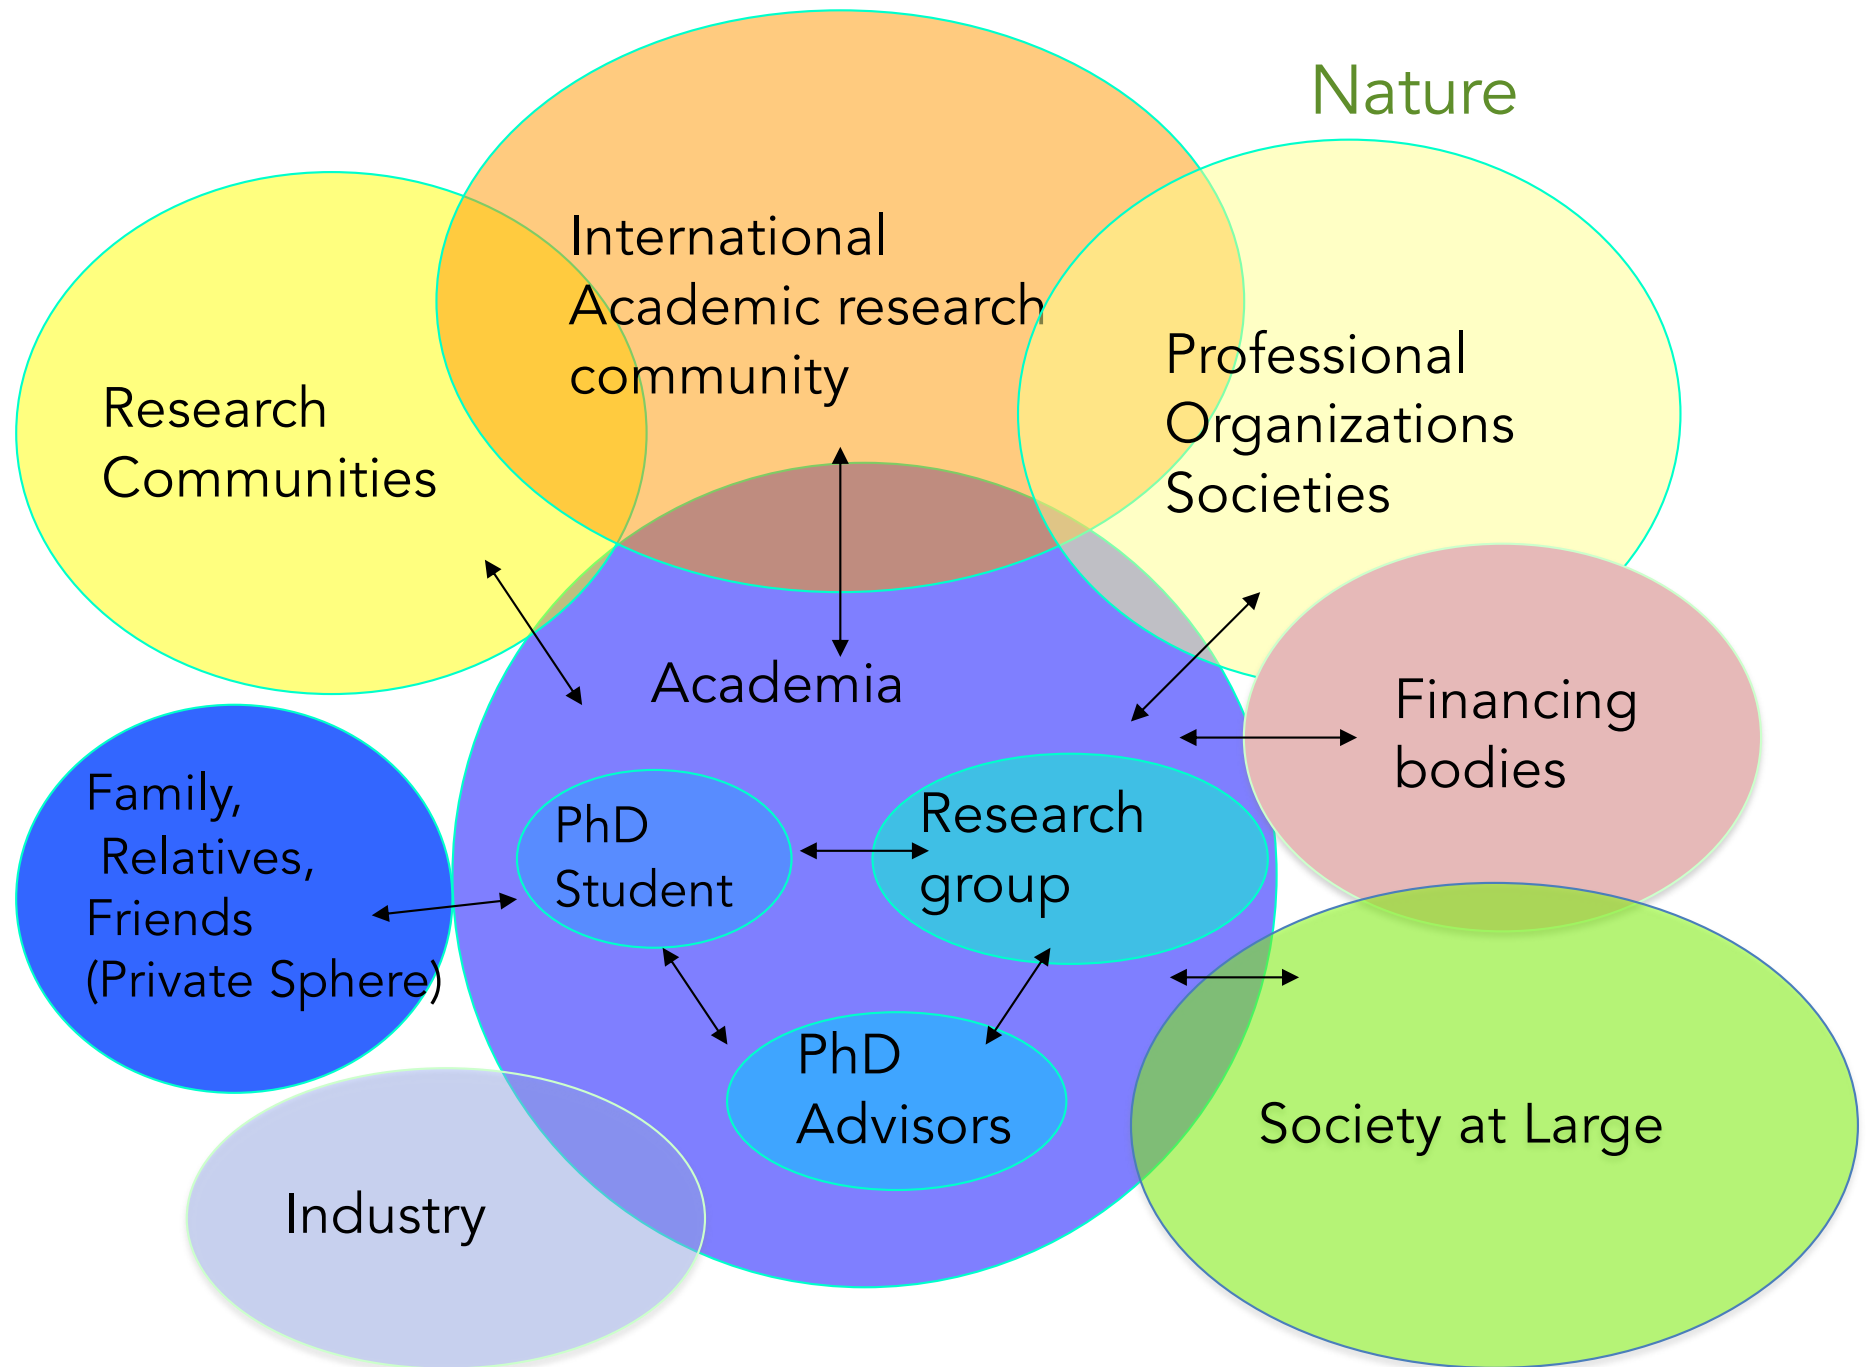 Nature
International
Academic research
community
Professional
Organizations
Societies
Research
Communities
Academia
Financing
bodies
Family,
Relatives,
Friends
(Private Sphere)
PhD
Student
Research
group
PhD
Advisors
Society at Large
Industry